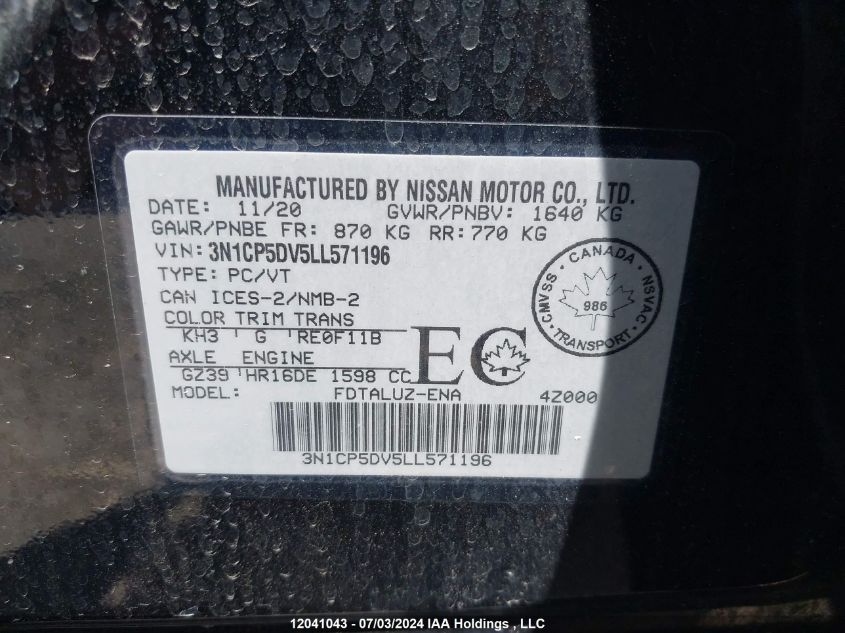 MANUFACTURED BY NISSAN MOTOR CO., LTD.
DATE: 11/20 GVWR/PNBV: 1640 KG
GAWR/PNBE FR: 870 KG RR: 770 KG
VIN: 3N1CP5DV5LL571196
TYPE: PC/VT
CAN ICES-2/NMB-2
COLOR TRIM TRANS
KH3 G RE0F11B
AXLE ENGINE
GZ39 HR16DE 1598 CC
MODEL: FDTALUZ-ENA 4Z000
3N1CP5DV5LL571196
EC
CANADA
CMVSS
NSVAC
986
TRANSPORT
12041043 - 07/03/2024 IAA Holdings , LLC